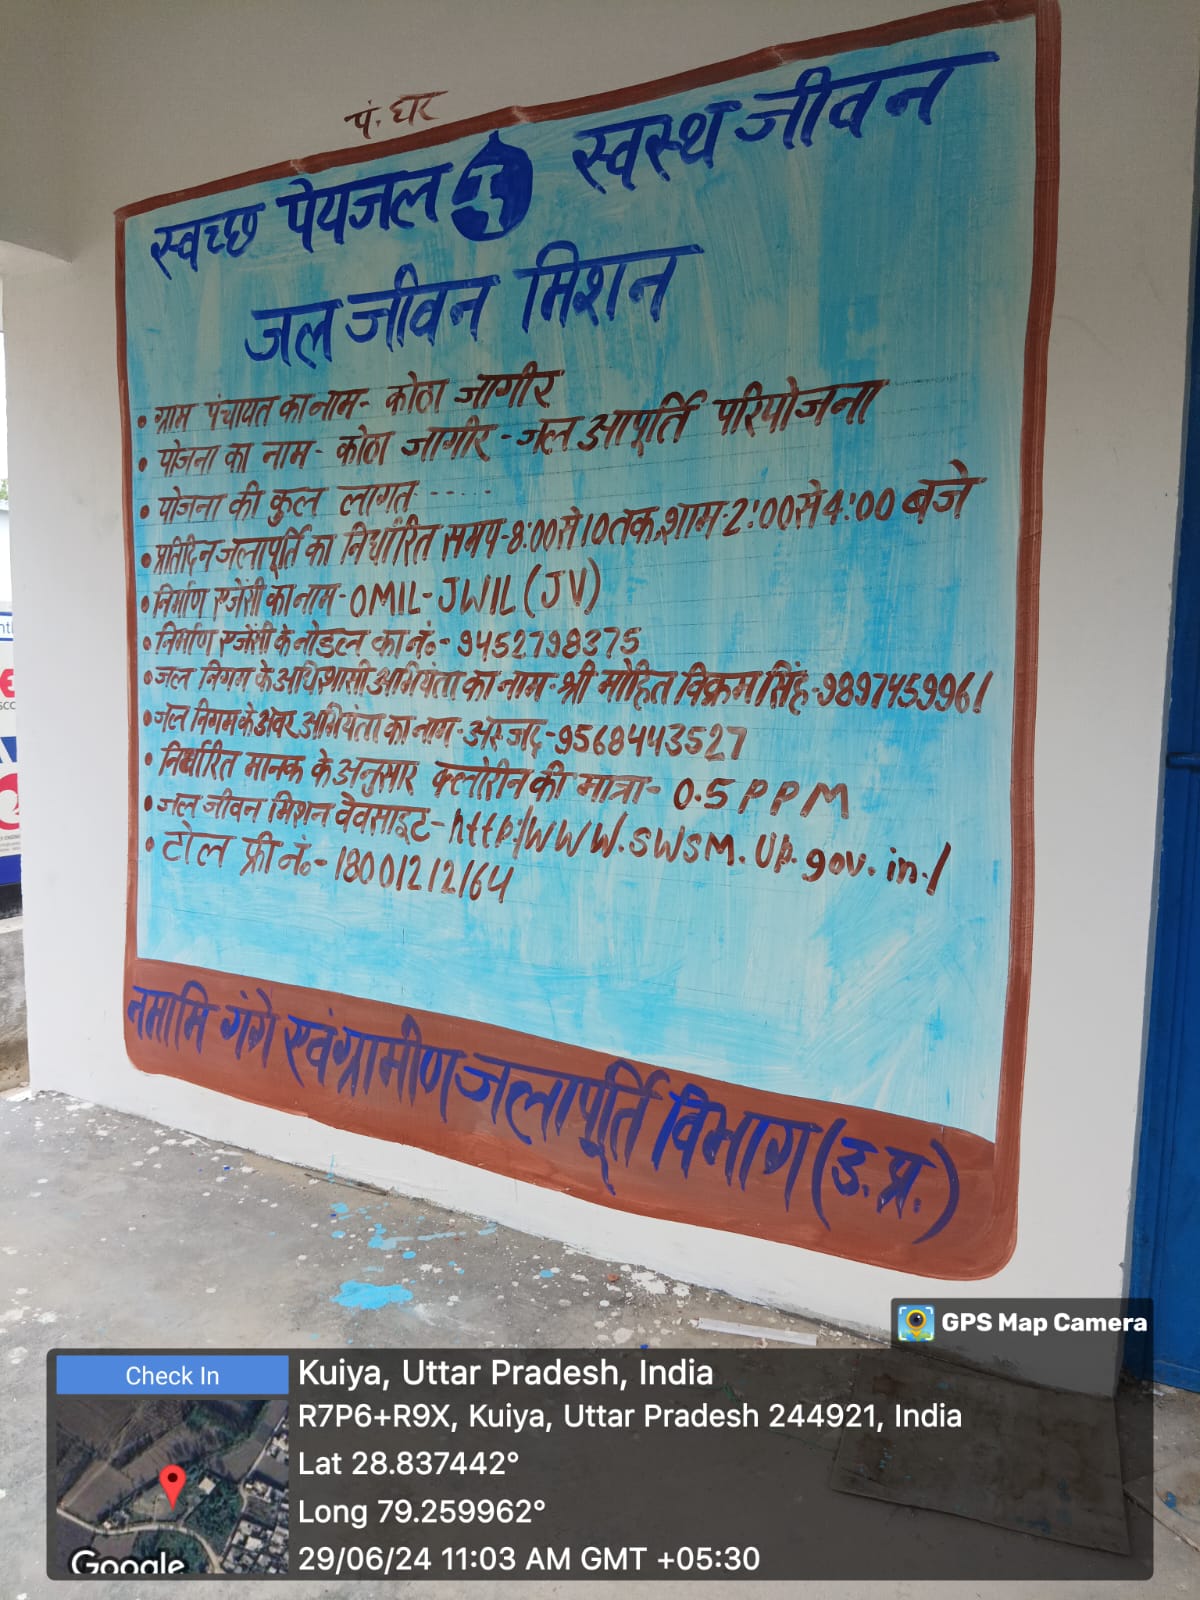 पं. घर
स्वच्छ पेयजल स्वस्थ जीवन
जल जीवन मिशन
• ग्राम पंचायत का नाम- कोठा जागीर
• योजना का नाम- कोठा जागीर - जल आपूर्ति परियोजना
• योजना की कुल लागत .....
• प्रतिदिन जलापूर्ति का निर्धारित समय-8:00से10तक,शाम-2:00से4:00 बजे
• निर्माण एजेंसी का नाम-OMIL-JWIL(JV)
• निर्माण एजेंसी के नोडल का नं०-9452798375
• जल निगम के अधिशासी अभियंता का नाम-श्री मोहित विक्रम सिंह-9897459961
• जल निगम के अवर अभियंता का नाम-अस्जद-9568443527
• निर्धारित मानक के अनुसार क्लोरीन की मात्रा- 0.5 PPM
• जल जीवन मिशन वेवसाइट-http:/www.swsm.up.gov.in./
• टोल फ्री नं०-18001212164
नमामि गंगे एवं ग्रामीण जलापूर्ति विभाग (उ.प्र.)
GPS Map Camera
Check In
Kuiya, Uttar Pradesh, India
R7P6+R9X, Kuiya, Uttar Pradesh 244921, India
Lat 28.837442°
Long 79.259962°
29/06/24 11:03 AM GMT +05:30
Google